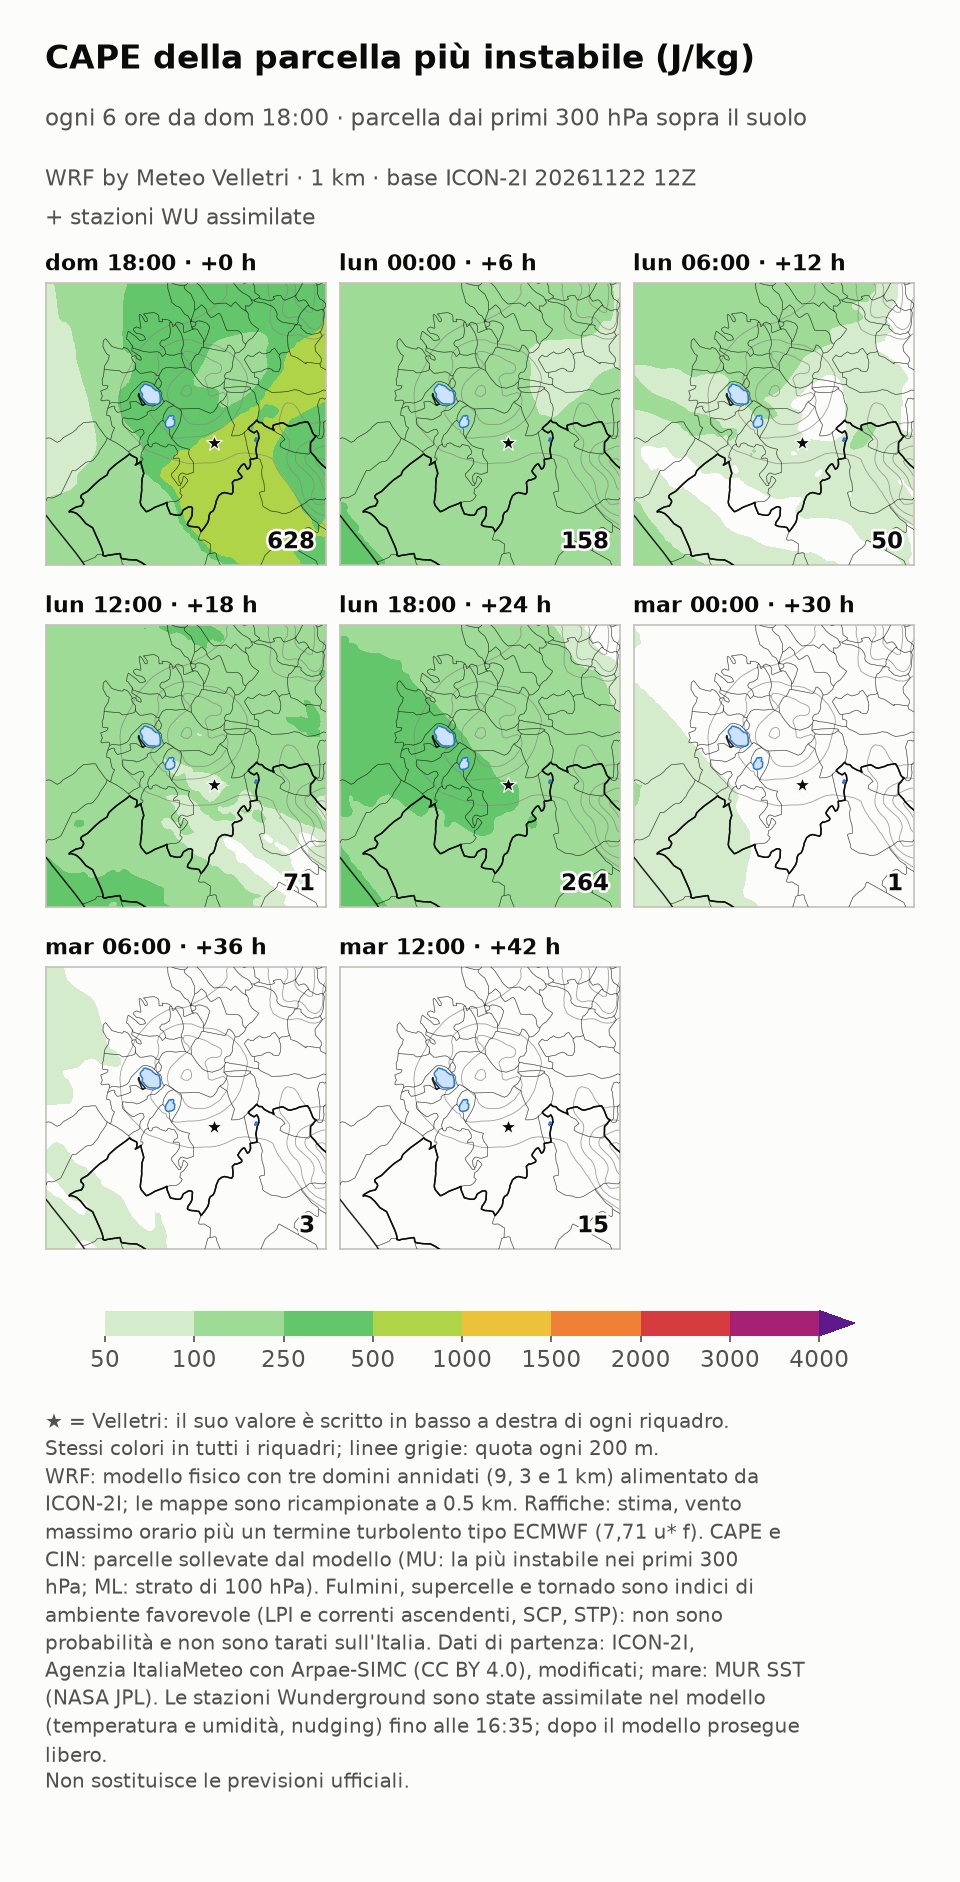 CAPE della parcella più instabile (J/kg)
ogni 6 ore da dom 18:00 · parcella dai primi 300 hPa sopra il suolo
WRF by Meteo Velletri · 1 km · base ICON-2I 20261122 12Z
+ stazioni WU assimilate
dom 18:00 · +0 h
lun 00:00 · +6 h
lun 06:00 · +12 h
628
158
50
lun 12:00 · +18 h
lun 18:00 · +24 h
mar 00:00 · +30 h
71
264
1
mar 06:00 · +36 h
mar 12:00 · +42 h
3
15
50 100 250 500 1000 1500 2000 3000 4000
★ = Velletri: il suo valore è scritto in basso a destra di ogni riquadro.
Stessi colori in tutti i riquadri; linee grigie: quota ogni 200 m.
WRF: modello fisico con tre domini annidati (9, 3 e 1 km) alimentato da
ICON-2I; le mappe sono ricampionate a 0.5 km. Raffiche: stima, vento
massimo orario più un termine turbolento tipo ECMWF (7,71 u* f). CAPE e
CIN: parcelle sollevate dal modello (MU: la più instabile nei primi 300
hPa; ML: strato di 100 hPa). Fulmini, supercelle e tornado sono indici di
ambiente favorevole (LPI e correnti ascendenti, SCP, STP): non sono
probabilità e non sono tarati sull'Italia. Dati di partenza: ICON-2I,
Agenzia ItaliaMeteo con Arpae-SIMC (CC BY 4.0), modificati; mare: MUR SST
(NASA JPL). Le stazioni Wunderground sono state assimilate nel modello
(temperatura e umidità, nudging) fino alle 16:35; dopo il modello prosegue
libero.
Non sostituisce le previsioni ufficiali.